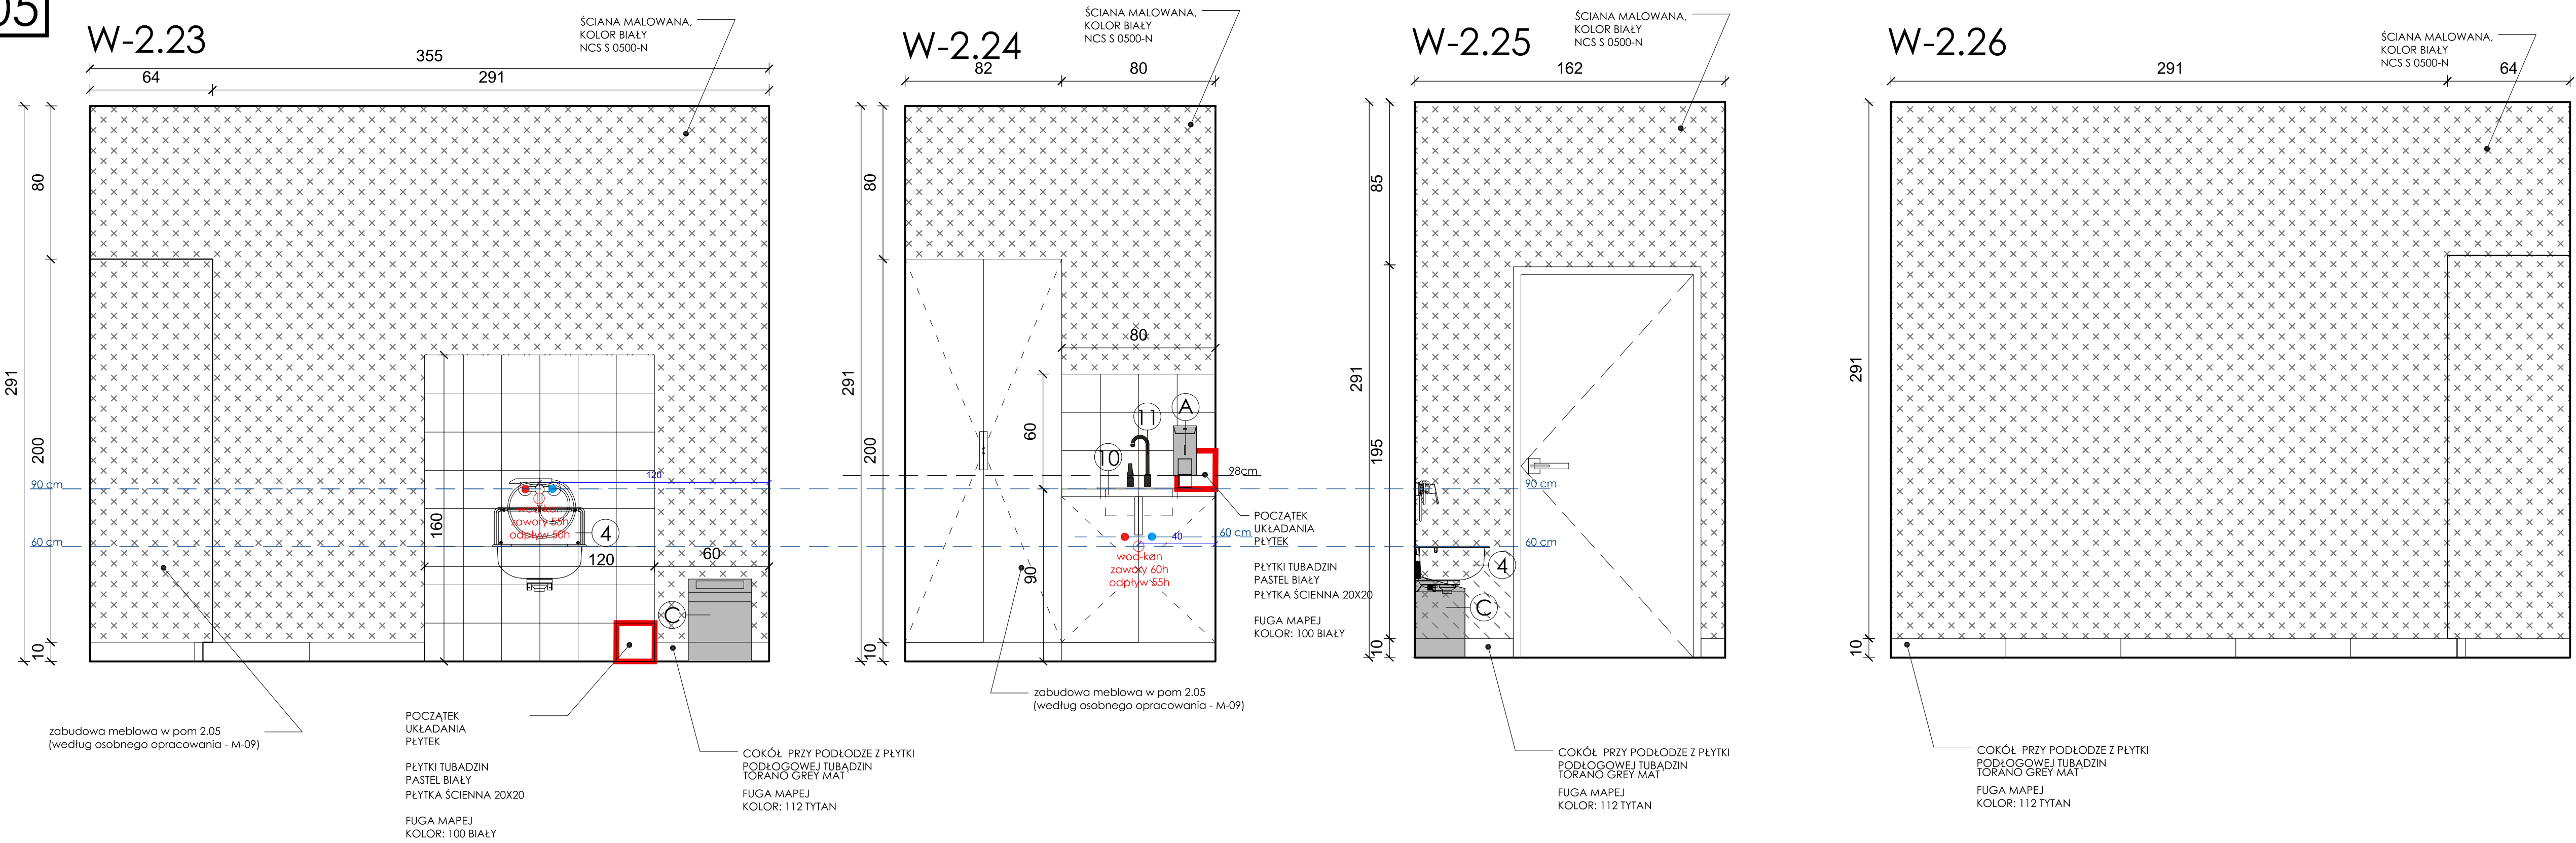 05
W-2.23
ŚCIANA MALOWANA,
KOLOR BIAŁY
NCS S 0500-N
355
64
291
291
80
200
10
90 cm
60 cm
160
120
120
60
wod-kan
zawory 55h
odpływ 50h
4
C
zabudowa meblowa w pom 2.05
(według osobnego opracowania - M-09)
POCZĄTEK
UKŁADANIA
PŁYTEK
PŁYTKI TUBADZIN
PASTEL BIAŁY
PŁYTKA ŚCIENNA 20X20
FUGA MAPEJ
KOLOR: 100 BIAŁY
COKÓŁ PRZY PODŁODZE Z PŁYTKI
PODŁOGOWEJ TUBĄDZIN
TORANO GREY MAT
FUGA MAPEJ
KOLOR: 112 TYTAN
W-2.24
ŚCIANA MALOWANA,
KOLOR BIAŁY
NCS S 0500-N
82
80
291
80
200
10
80
60
90
10
11
A
98cm
60 cm
40
wod-kan
zawory 60h
odpływ 55h
POCZĄTEK
UKŁADANIA
PŁYTEK
PŁYTKI TUBADZIN
PASTEL BIAŁY
PŁYTKA ŚCIENNA 20X20
FUGA MAPEJ
KOLOR: 100 BIAŁY
zabudowa meblowa w pom 2.05
(według osobnego opracowania - M-09)
W-2.25
ŚCIANA MALOWANA,
KOLOR BIAŁY
NCS S 0500-N
162
291
85
195
10
90 cm
60 cm
4
C
COKÓŁ PRZY PODŁODZE Z PŁYTKI
PODŁOGOWEJ TUBĄDZIN
TORANO GREY MAT
FUGA MAPEJ
KOLOR: 112 TYTAN
W-2.26
ŚCIANA MALOWANA,
KOLOR BIAŁY
NCS S 0500-N
291
64
291
10
COKÓŁ PRZY PODŁODZE Z PŁYTKI
PODŁOGOWEJ TUBĄDZIN
TORANO GREY MAT
FUGA MAPEJ
KOLOR: 112 TYTAN